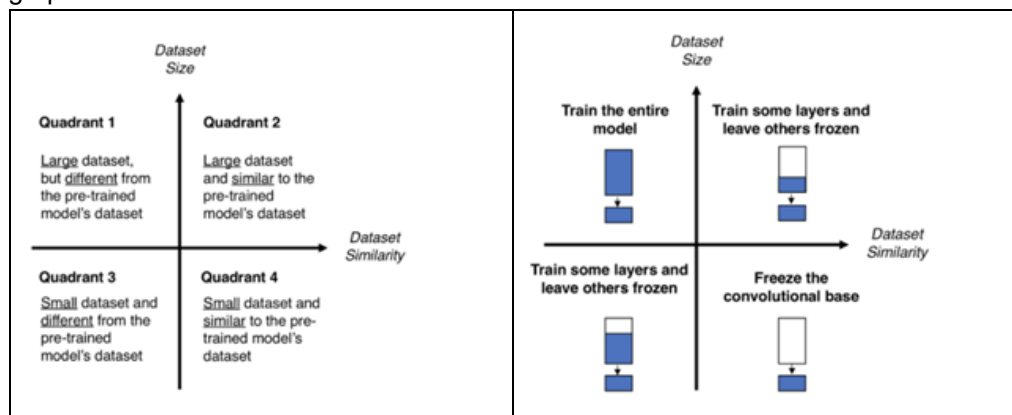 Dataset
Size
Quadrant 1
Large dataset,
but different from
the pre-trained
model's dataset
Quadrant 2
Large dataset
and similar to the
pre-trained
model's dataset
Dataset
Similarity
Quadrant 3
Small dataset and
different from the
pre-trained
model's dataset
Quadrant 4
Small dataset and
similar to the pre-
trained model's
dataset
Dataset
Size
Train the entire
model
Train some layers and
leave others frozen
Dataset
Similarity
Train some layers and
leave others frozen
Freeze the
convolutional base